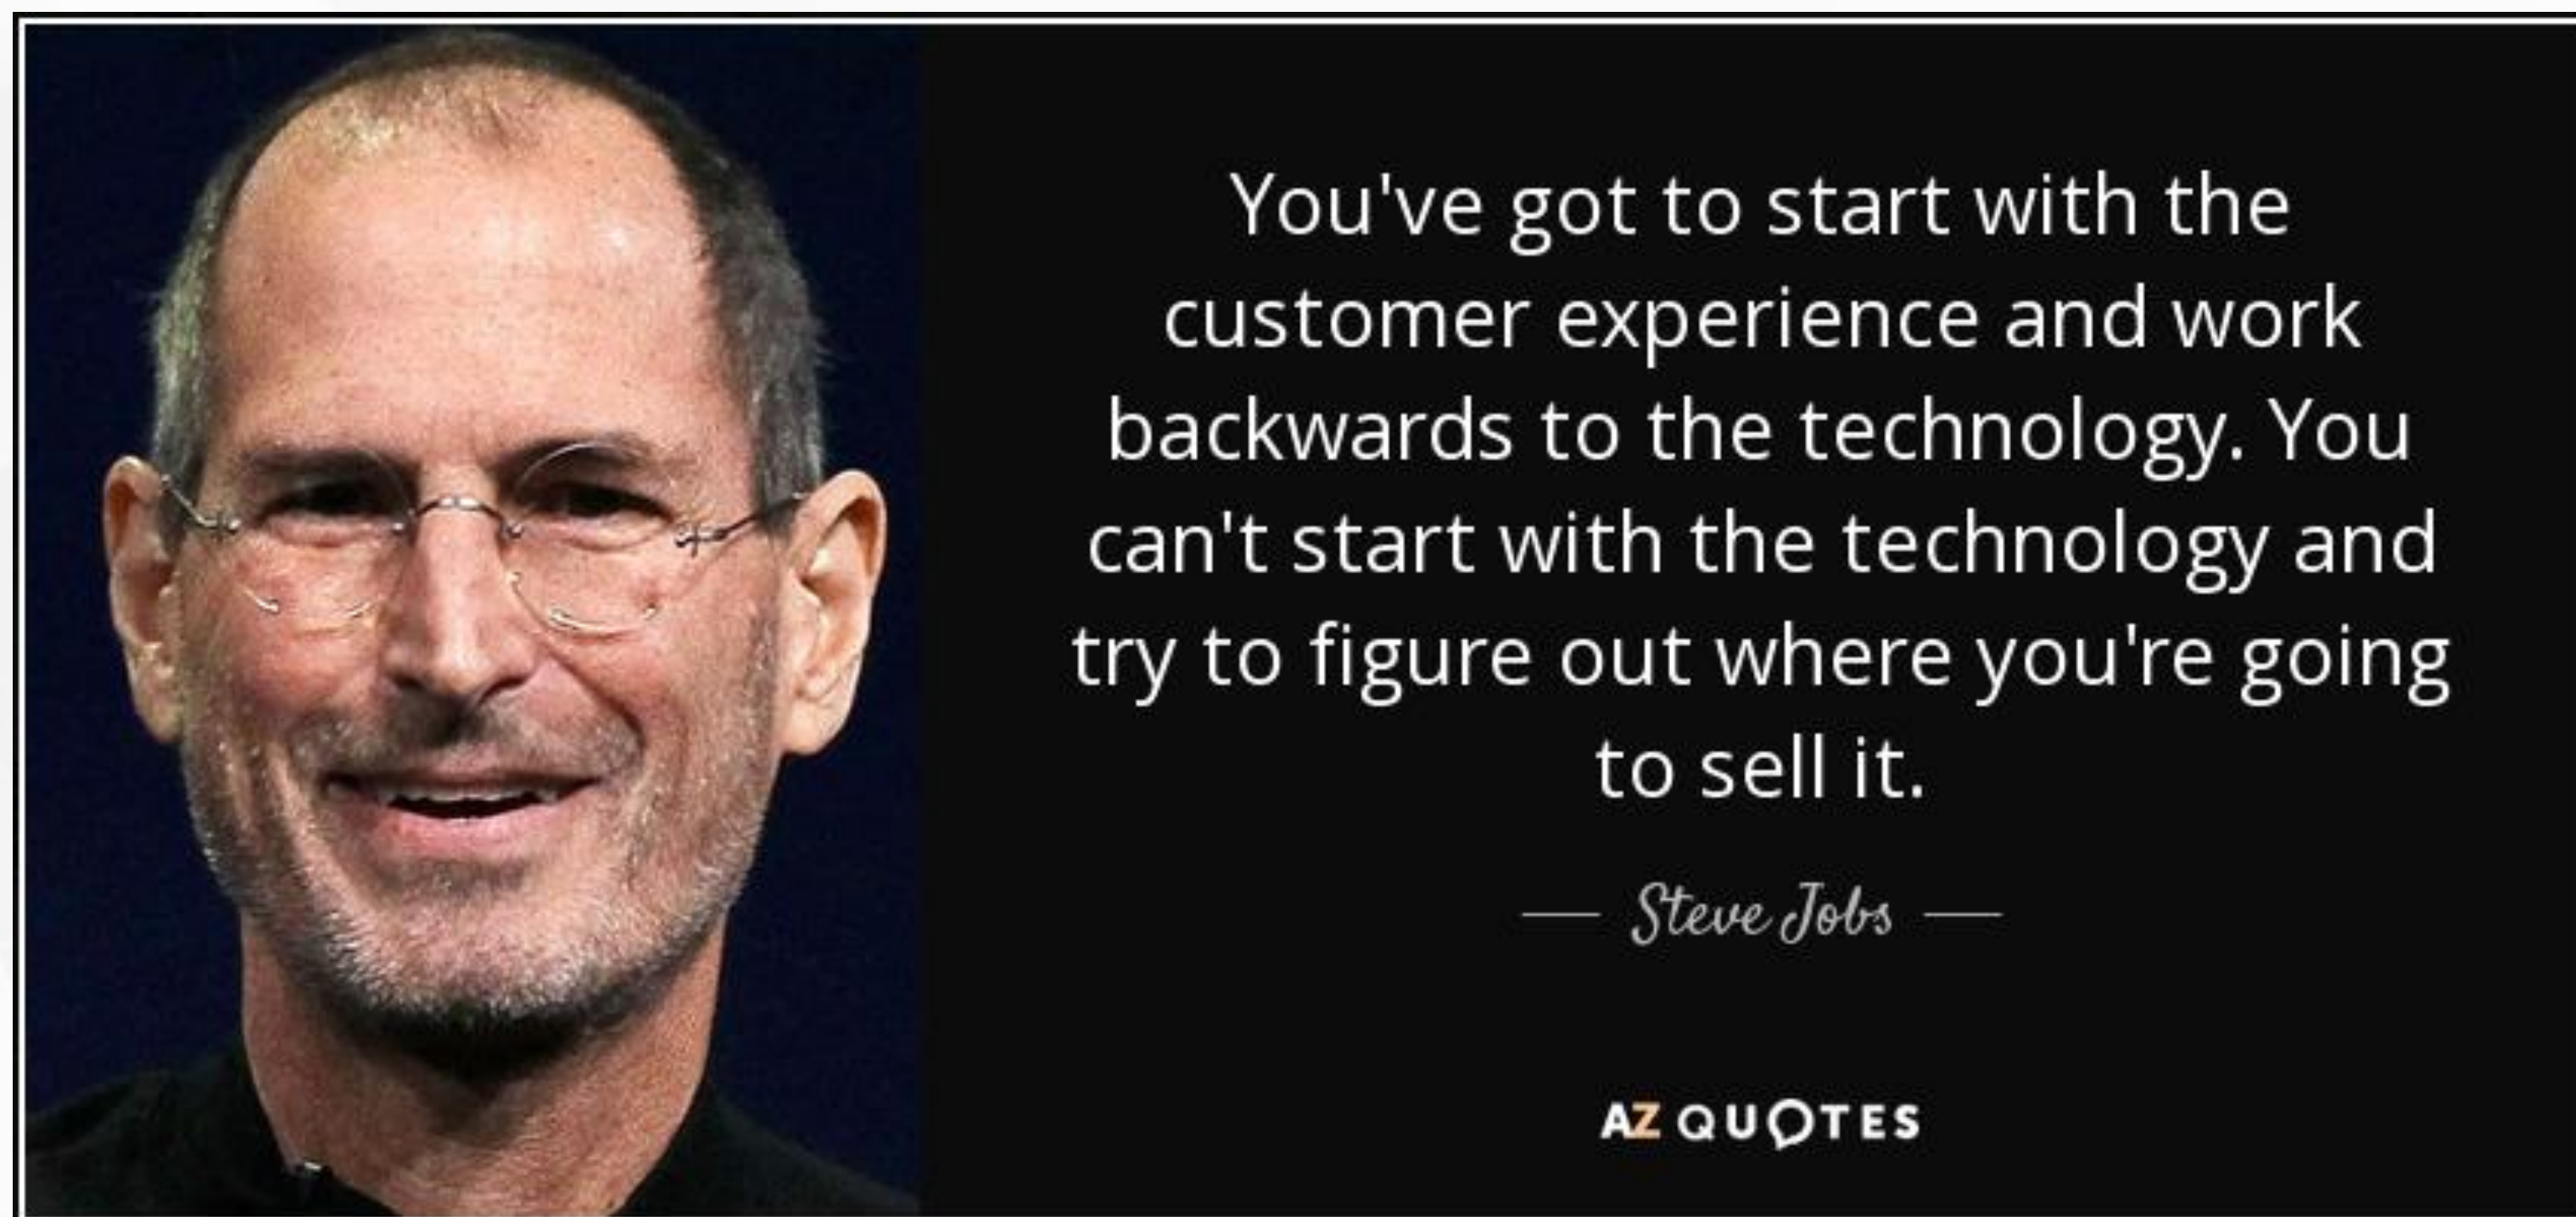 You've got to start with the
customer experience and work
backwards to the technology. You
can't start with the technology and
try to figure out where you're going
to sell it.
Steve Jobs
AZ QUOTES